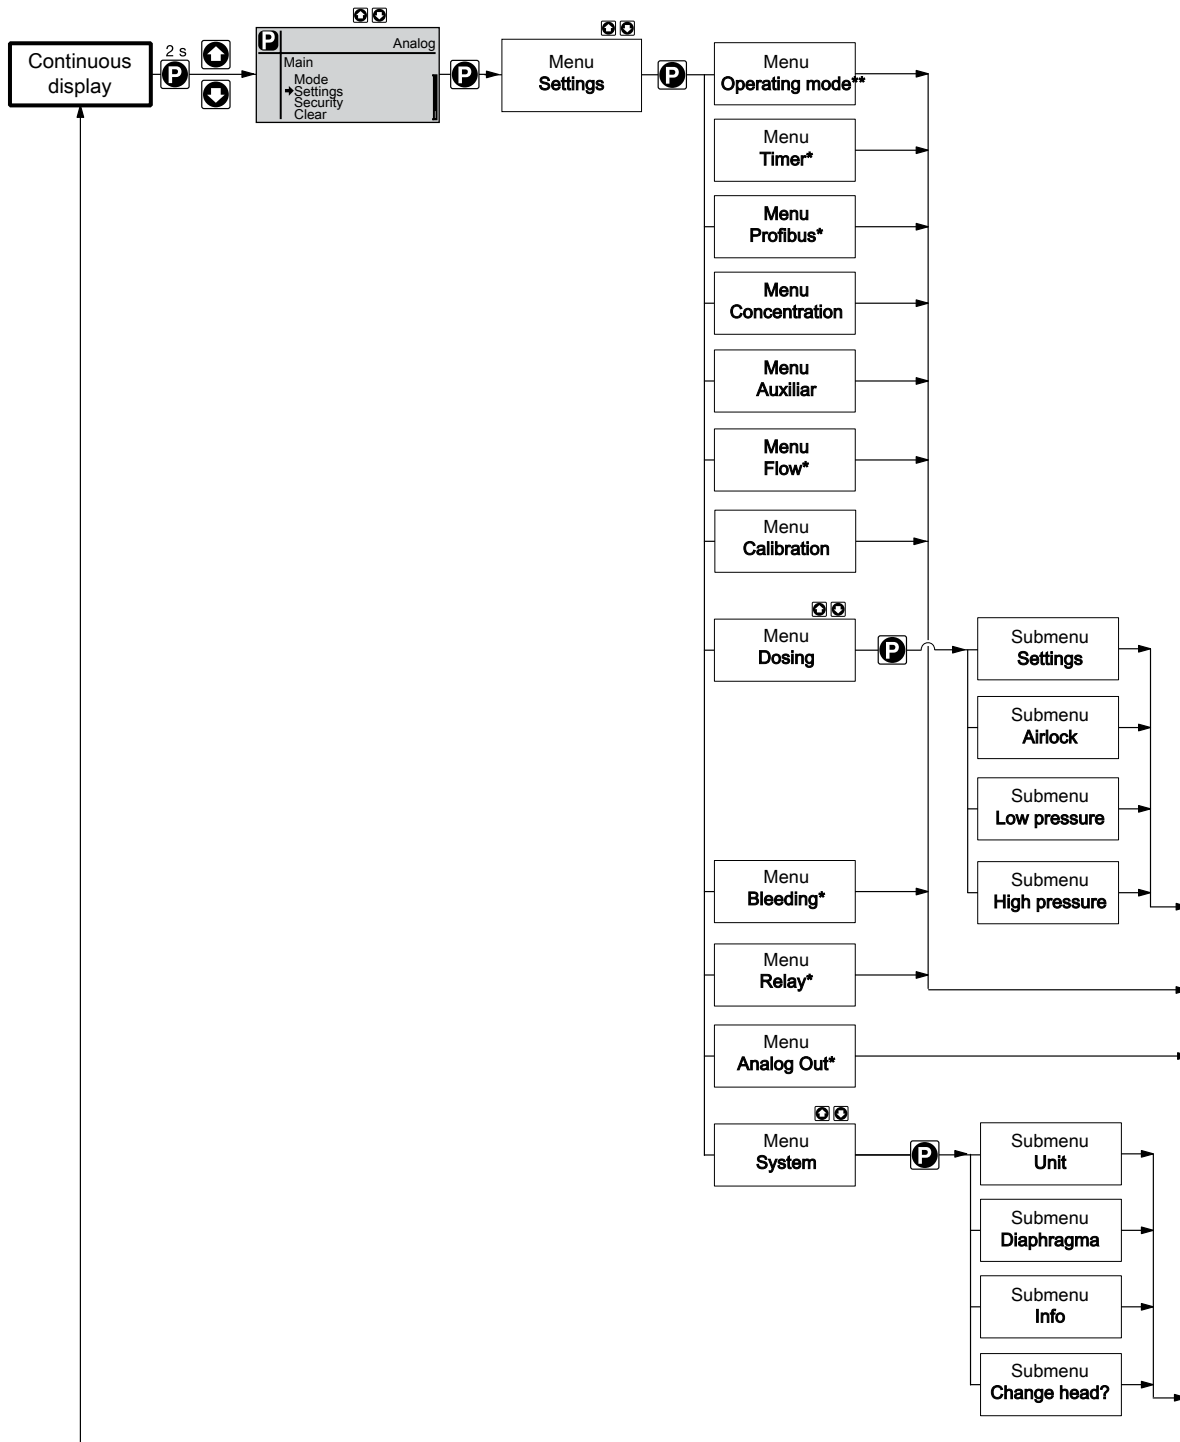 Continuous
display
2 s
P
P
Analog
Main
Mode
Settings
Security
Clear
P
Menu
Settings
P
Menu
Operating mode**
Menu
Timer*
Menu
Profibus*
Menu
Concentration
Menu
Auxiliar
Menu
Flow*
Menu
Calibration
Menu
Dosing
P
Submenu
Settings
Submenu
Airlock
Submenu
Low pressure
Submenu
High pressure
Menu
Bleeding*
Menu
Relay*
Menu
Analog Out*
Menu
System
P
Submenu
Unit
Submenu
Diaphragma
Submenu
Info
Submenu
Change head?